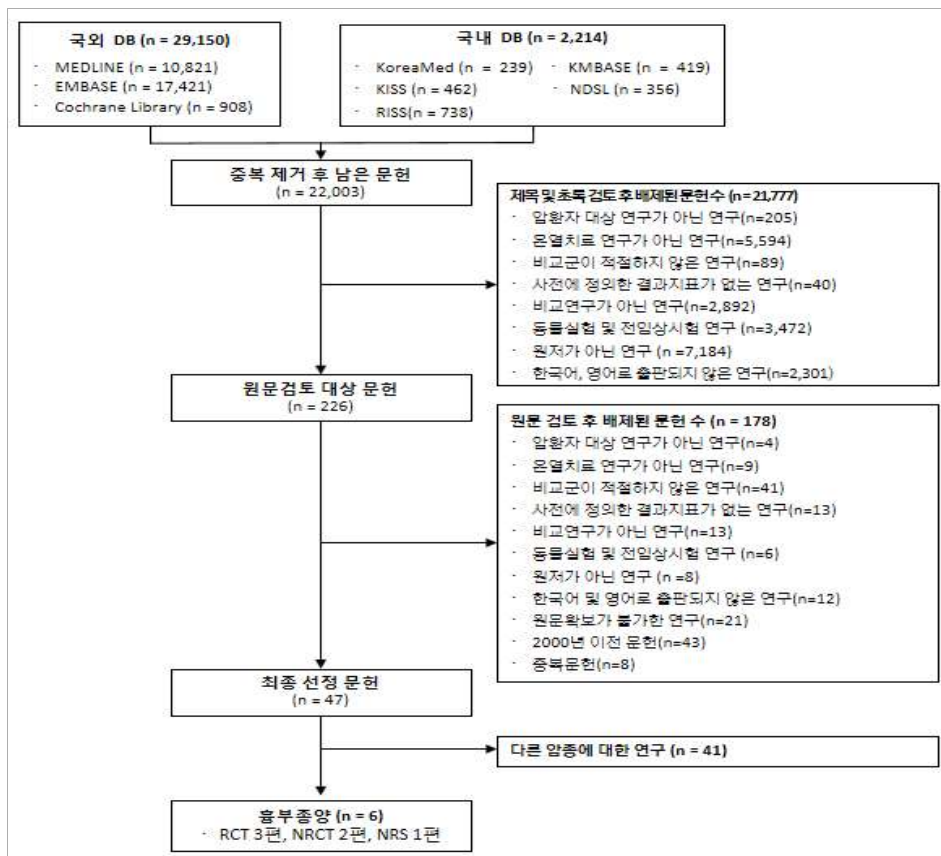 국외 DB (n = 29,150)
· MEDLINE (n = 10,821)
· EMBASE (n = 17,421)
· Cochrane Library (n = 908)
국내 DB (n = 2,214)
· KoreaMed (n = 239) · KMBASE (n = 419)
· KISS (n = 462) · NDSL (n = 356)
· RISS(n = 738)
중복 제거 후 남은 문헌
(n = 22,003)
제목 및 초록 검토 후 배제된 문헌 수 (n = 21,777)
· 암환자 대상 연구가 아닌 연구(n=205)
· 온열치료 연구가 아닌 연구(n=5,594)
· 비교군이 적절하지 않은 연구(n=89)
· 사전에 정의한 결과지표가 없는 연구(n=40)
· 비교연구가 아닌 연구(n=2,892)
· 동물실험 및 전임상시험 연구 (n=3,472)
· 원저가 아닌 연구 (n =7,184)
· 한국어, 영어로 출판되지 않은 연구(n=2,301)
원문검토 대상 문헌
(n = 226)
원문 검토 후 배제된 문헌 수 (n = 178)
· 암환자 대상 연구가 아닌 연구(n=4)
· 온열치료 연구가 아닌 연구(n=9)
· 비교군이 적절하지 않은 연구(n=41)
· 사전에 정의한 결과지표가 없는 연구(n=13)
· 비교연구가 아닌 연구(n=13)
· 동물실험 및 전임상시험 연구(n=6)
· 원저가 아닌 연구 (n =8)
· 한국어 및 영어로 출판되지 않은 연구(n=12)
· 원문확보가 불가한 연구(n=21)
· 2000년 이전 문헌(n=43)
· 중복문헌(n=8)
최종 선정 문헌
(n = 47)
다른 암종에 대한 연구 (n = 41)
흉부종양 (n = 6)
· RCT 3편, NRCT 2편, NRS 1편